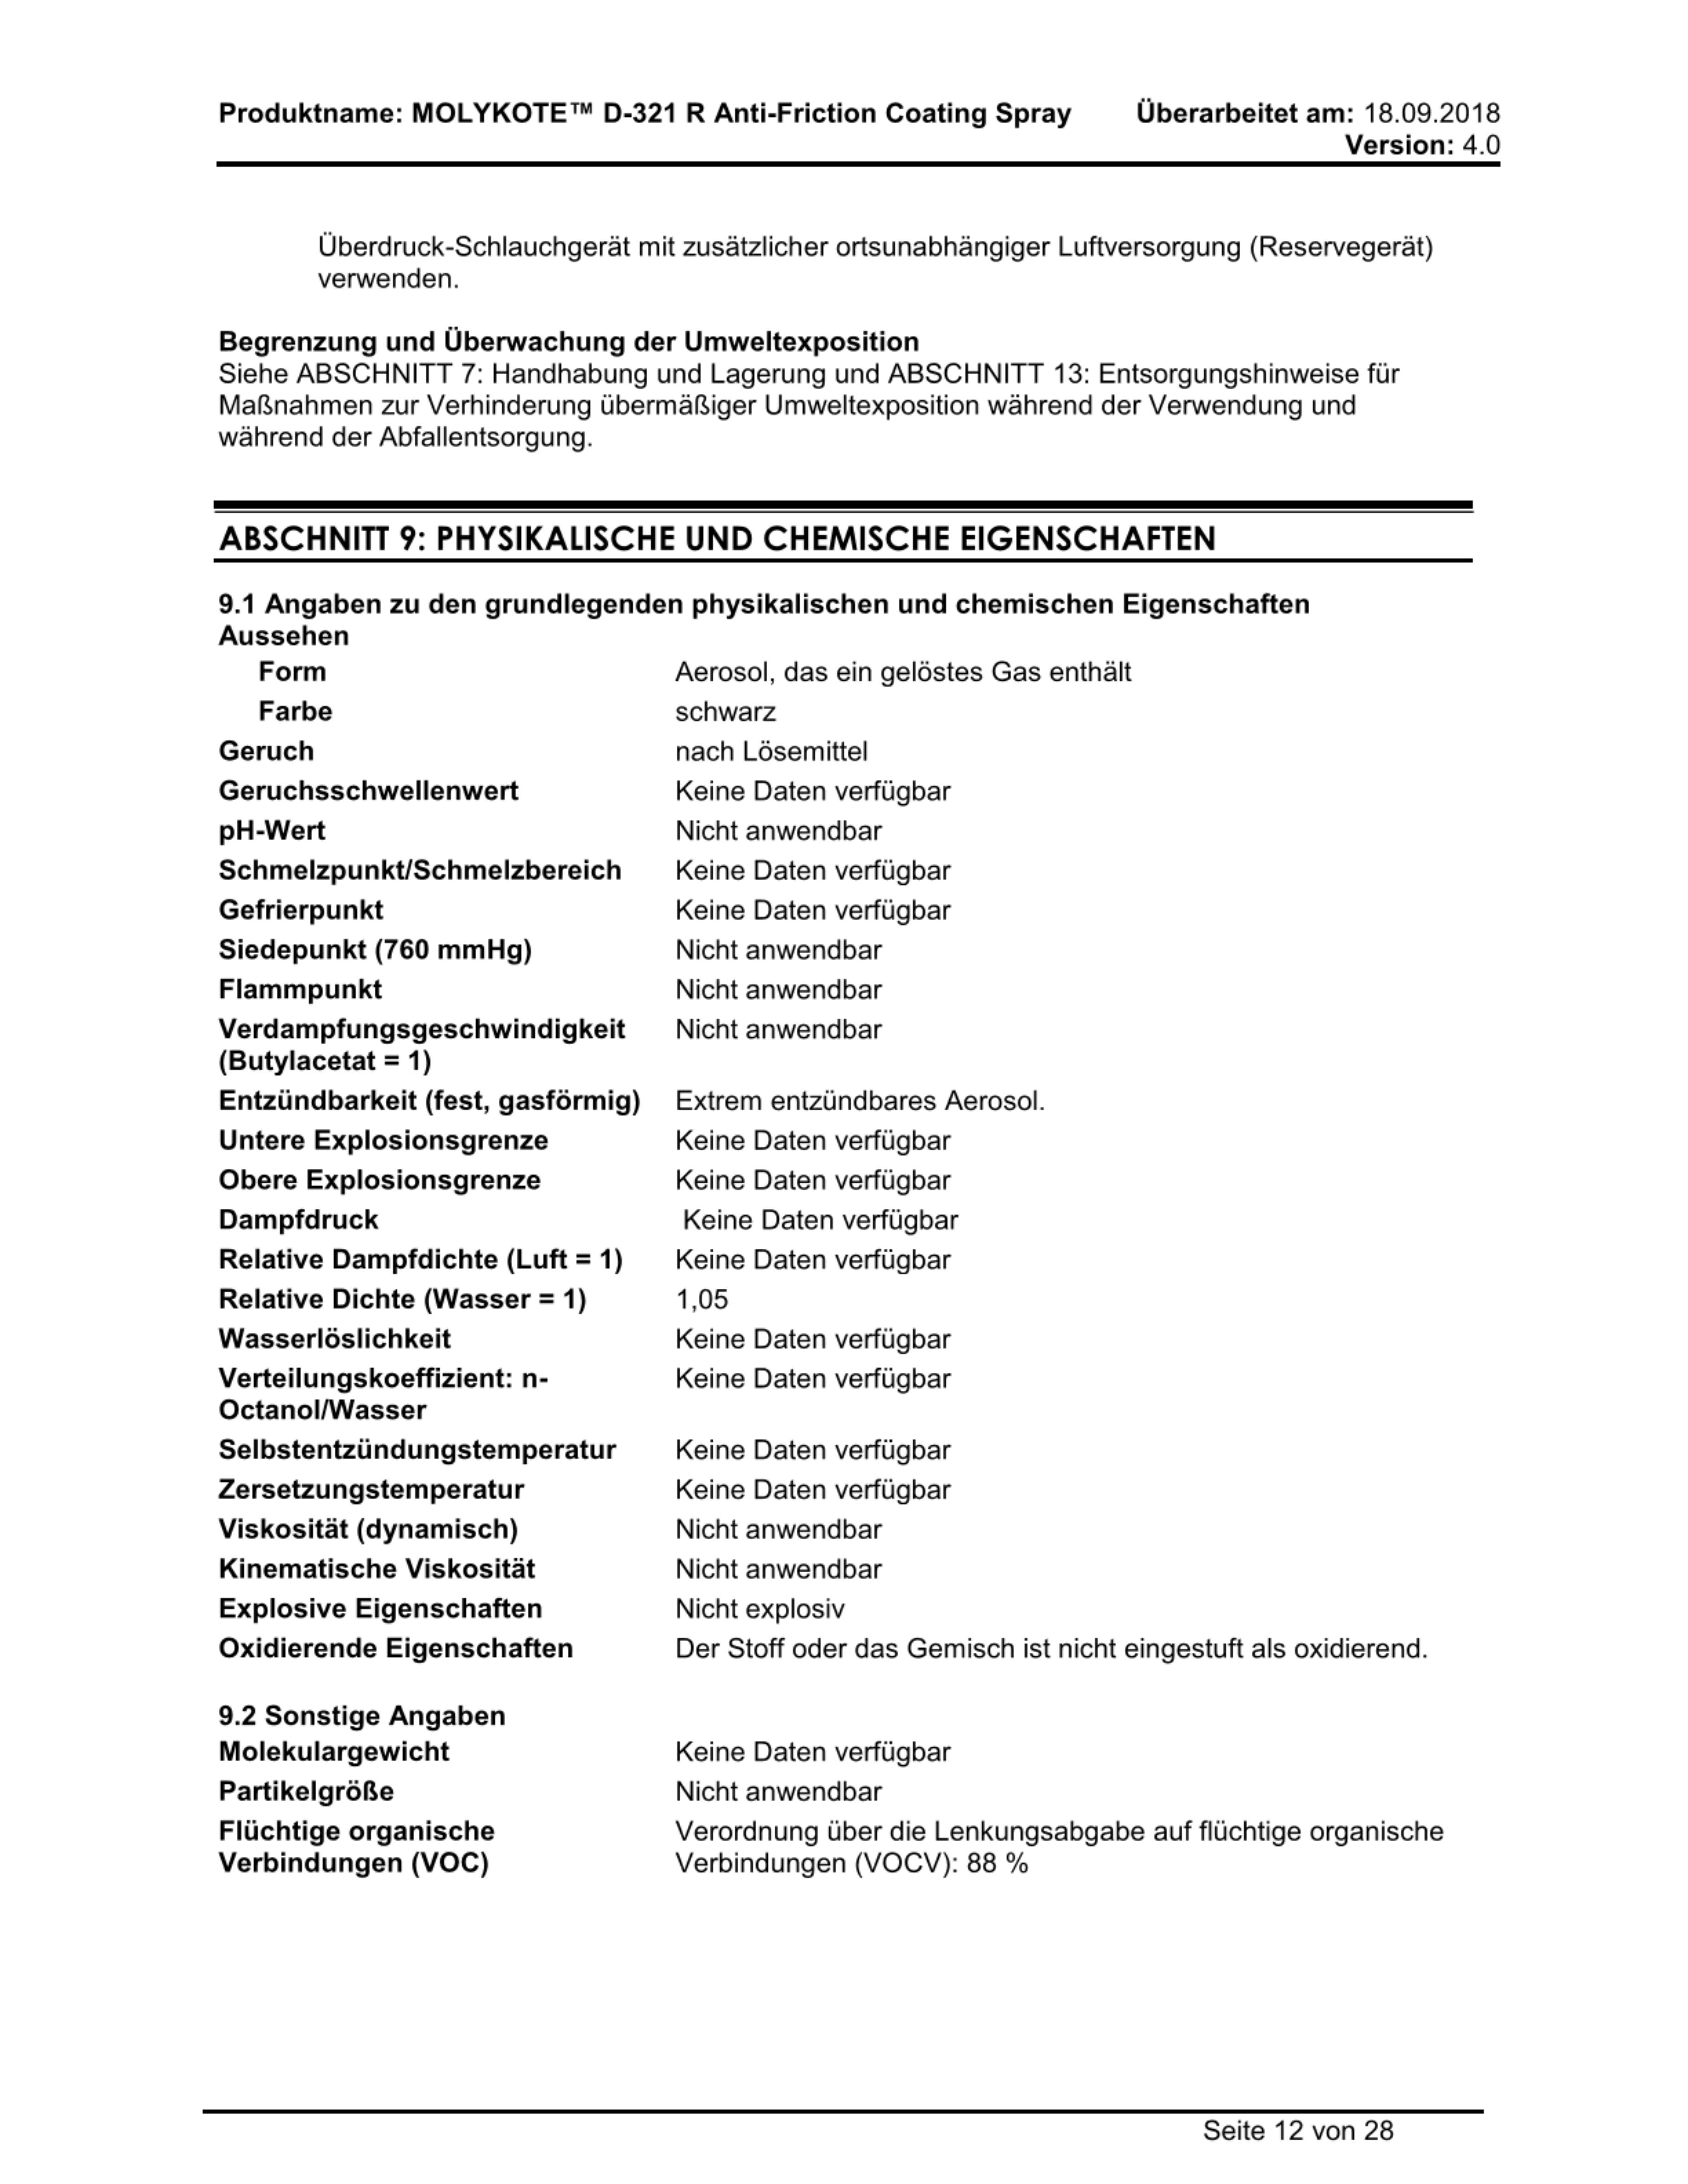 Produktname: MOLYKOTE™ D-321 R Anti-Friction Coating Spray Überarbeitet am: 18.09.2018
Version: 4.0
Überdruck-Schlauchgerät mit zusätzlicher ortsunabhängiger Luftversorgung (Reservegerät)
verwenden.
Begrenzung und Überwachung der Umweltexposition
Siehe ABSCHNITT 7: Handhabung und Lagerung und ABSCHNITT 13: Entsorgungshinweise für
Maßnahmen zur Verhinderung übermäßiger Umweltexposition während der Verwendung und
während der Abfallentsorgung.
ABSCHNITT 9: PHYSIKALISCHE UND CHEMISCHE EIGENSCHAFTEN
9.1 Angaben zu den grundlegenden physikalischen und chemischen Eigenschaften
Aussehen
Form Aerosol, das ein gelöstes Gas enthält
Farbe schwarz
Geruch nach Lösemittel
Geruchsschwellenwert Keine Daten verfügbar
pH-Wert Nicht anwendbar
Schmelzpunkt/Schmelzbereich Keine Daten verfügbar
Gefrierpunkt Keine Daten verfügbar
Siedepunkt (760 mmHg) Nicht anwendbar
Flammpunkt Nicht anwendbar
Verdampfungsgeschwindigkeit Nicht anwendbar
(Butylacetat = 1)
Entzündbarkeit (fest, gasförmig) Extrem entzündbares Aerosol.
Untere Explosionsgrenze Keine Daten verfügbar
Obere Explosionsgrenze Keine Daten verfügbar
Dampfdruck Keine Daten verfügbar
Relative Dampfdichte (Luft = 1) Keine Daten verfügbar
Relative Dichte (Wasser = 1) 1,05
Wasserlöslichkeit Keine Daten verfügbar
Verteilungskoeffizient: n- Keine Daten verfügbar
Octanol/Wasser
Selbstentzündungstemperatur Keine Daten verfügbar
Zersetzungstemperatur Keine Daten verfügbar
Viskosität (dynamisch) Nicht anwendbar
Kinematische Viskosität Nicht anwendbar
Explosive Eigenschaften Nicht explosiv
Oxidierende Eigenschaften Der Stoff oder das Gemisch ist nicht eingestuft als oxidierend.
9.2 Sonstige Angaben
Molekulargewicht Keine Daten verfügbar
Partikelgröße Nicht anwendbar
Flüchtige organische Verordnung über die Lenkungsabgabe auf flüchtige organische
Verbindungen (VOC) Verbindungen (VOCV): 88 %
Seite 12 von 28